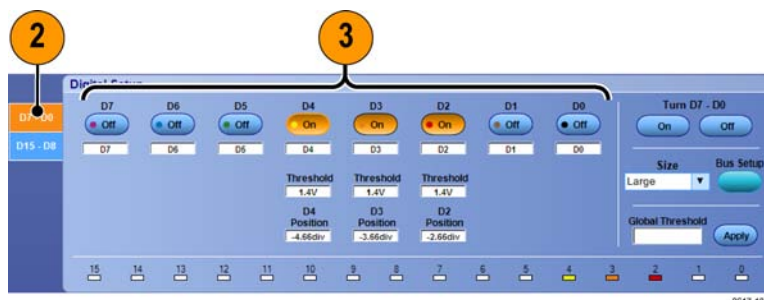 2 3
Digital Setup
D7 - D0
D15 - D8
D7 D6 D5 D4 D3 D2 D1 D0 Turn D7 - D0
Off Off Off On On On Off Off On Off
D7 D6 D5 D4 D3 D2 D1 D0
Size Bus Setup
Large
Threshold Threshold Threshold
1.4V 1.4V 1.4V
D4 D3 D2
Position Position Position
-4.66div -3.66div -2.66div
Global Threshold
Apply
15 14 13 12 11 10 9 8 7 6 5 4 3 2 1 0